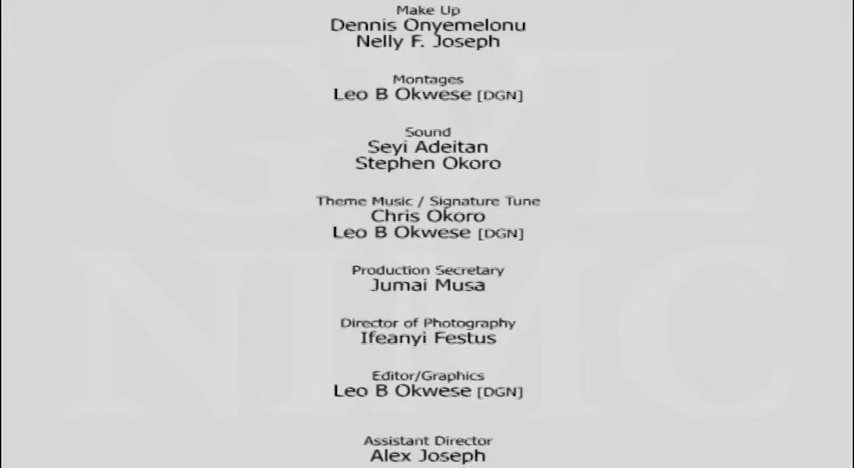 Make Up
Dennis Onyemelonu
Nelly F. Joseph
Montages
Leo B Okwese [DGN]
Sound
Seyi Adeitan
Stephen Okoro
Theme Music / Signature Tune
Chris Okoro
Leo B Okwese [DGN]
Production Secretary
Jumai Musa
Director of Photography
Ifeanyi Festus
Editor/Graphics
Leo B Okwese [DGN]
Assistant Director
Alex Joseph
GVL
NIMC